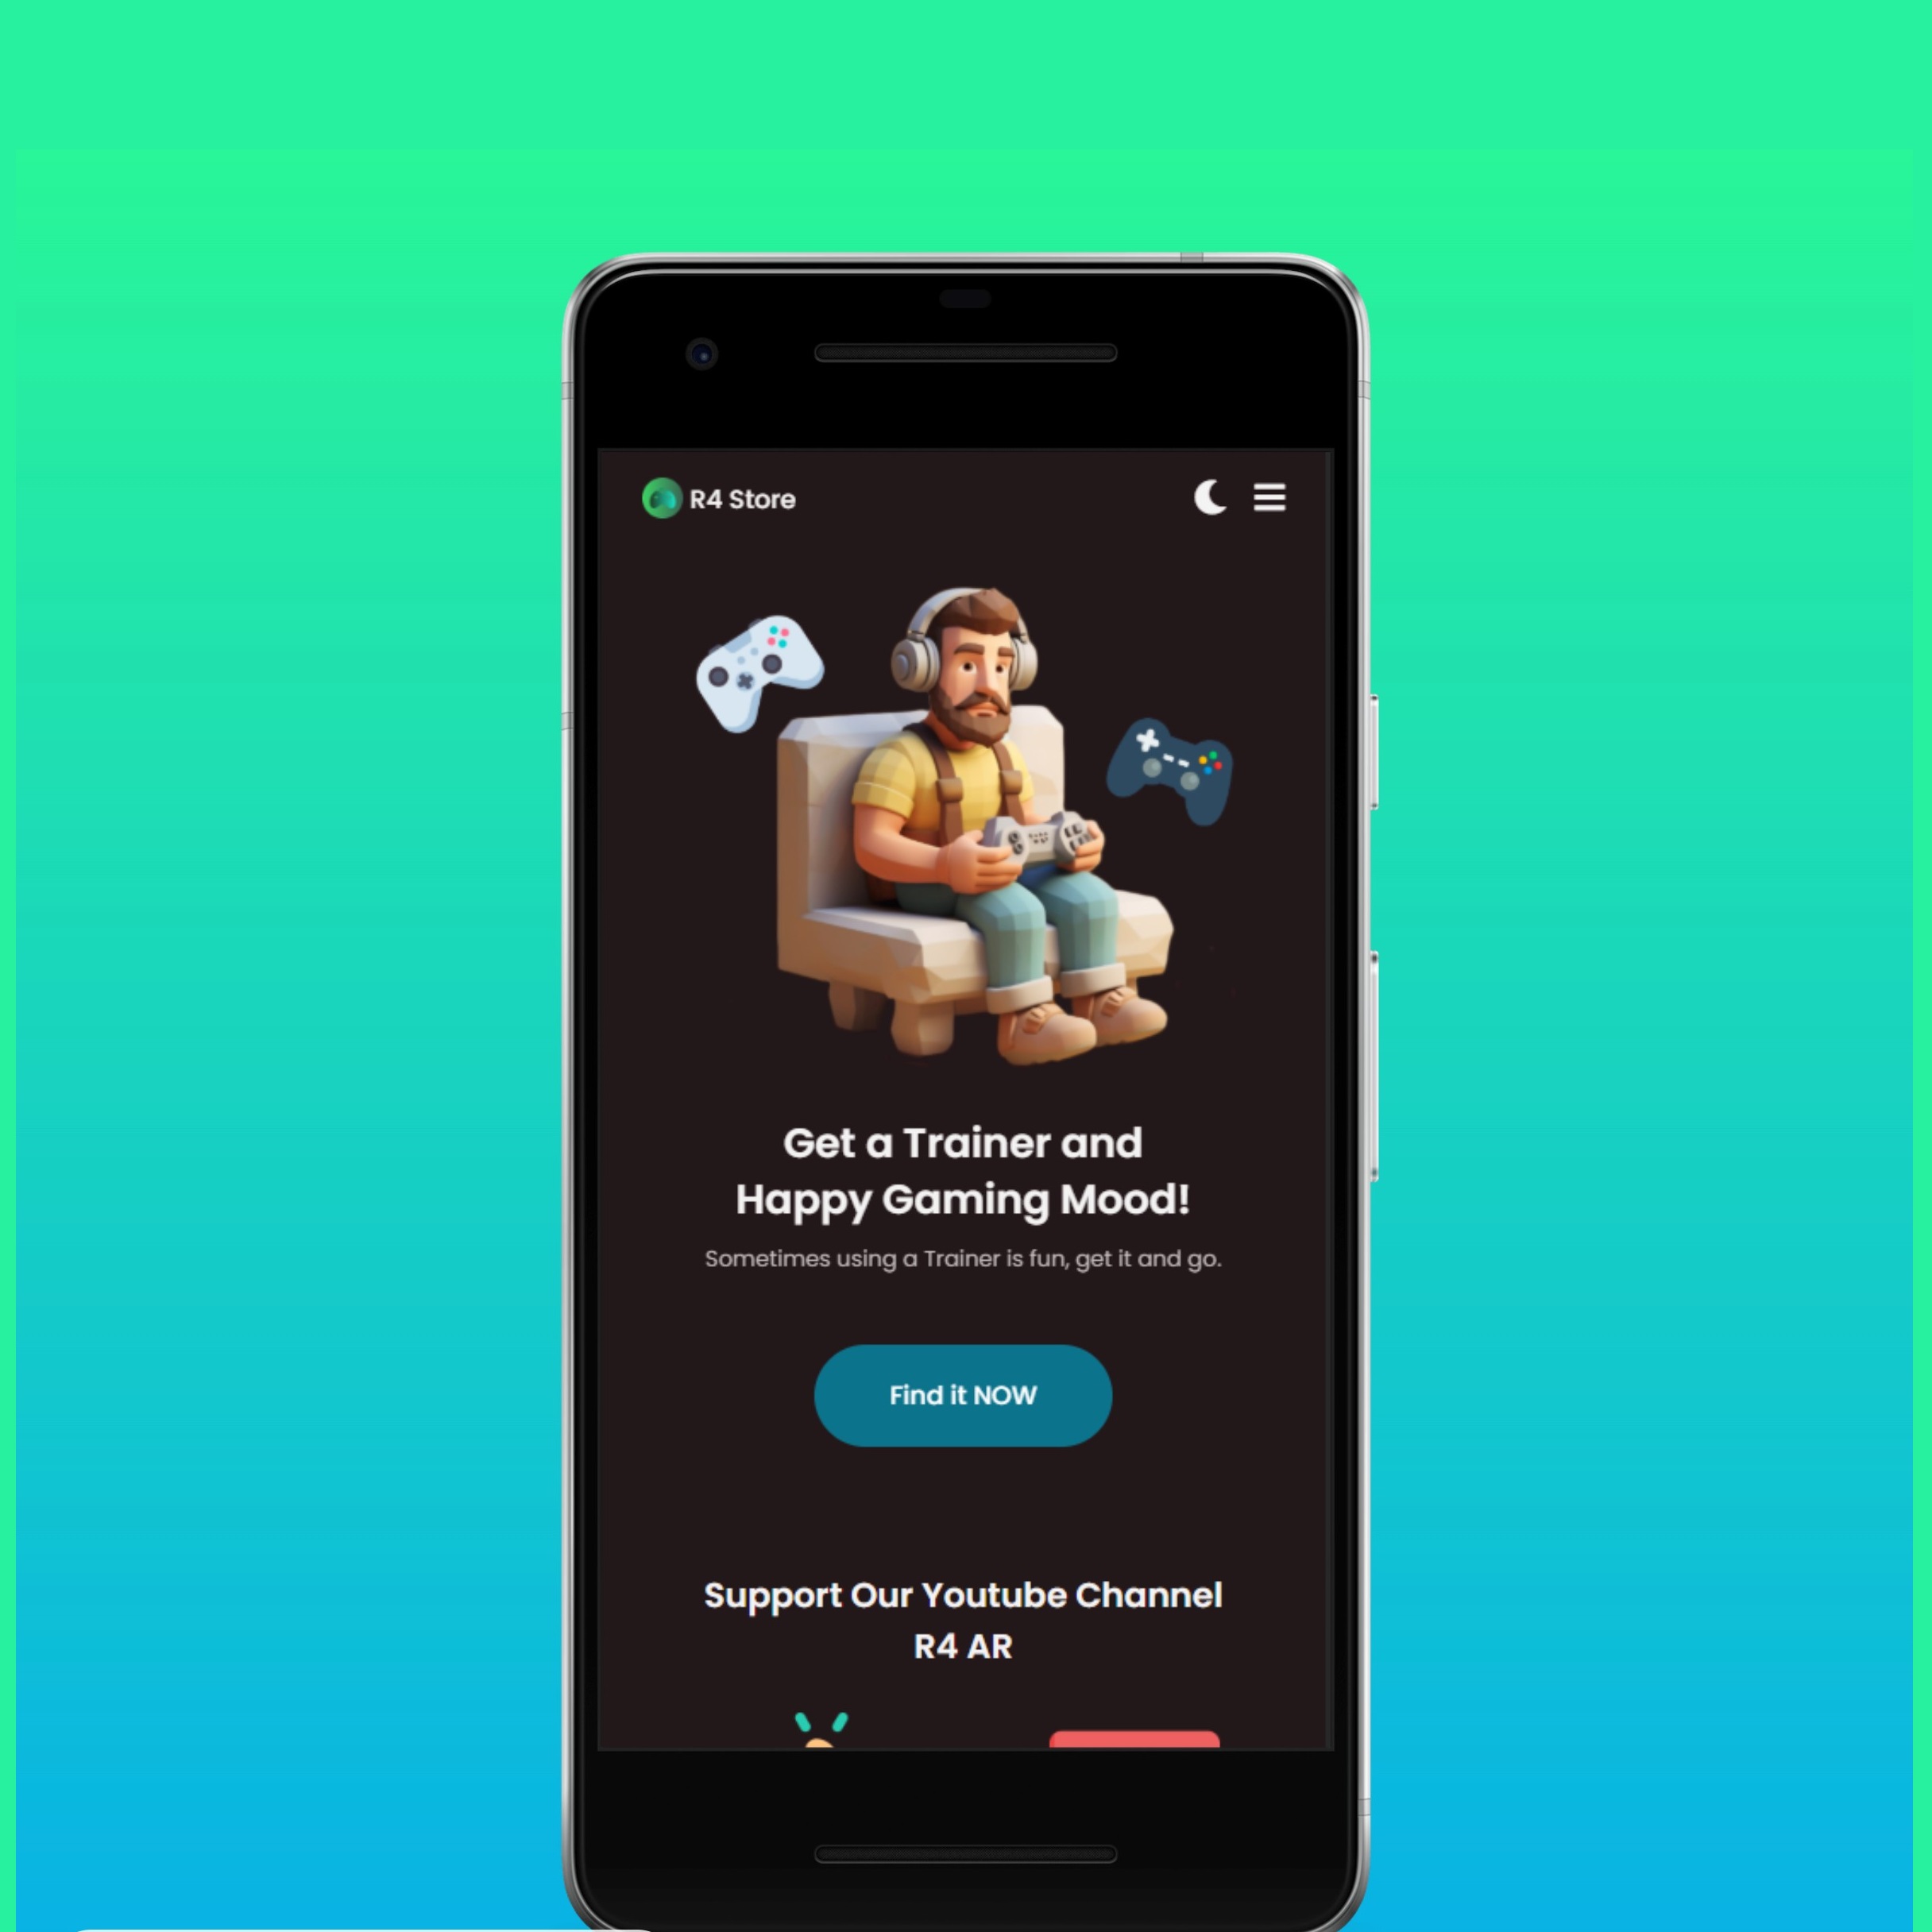 R4 Store
Get a Trainer and
Happy Gaming Mood!
Sometimes using a Trainer is fun, get it and go.
Find it NOW
Support Our Youtube Channel
R4 AR